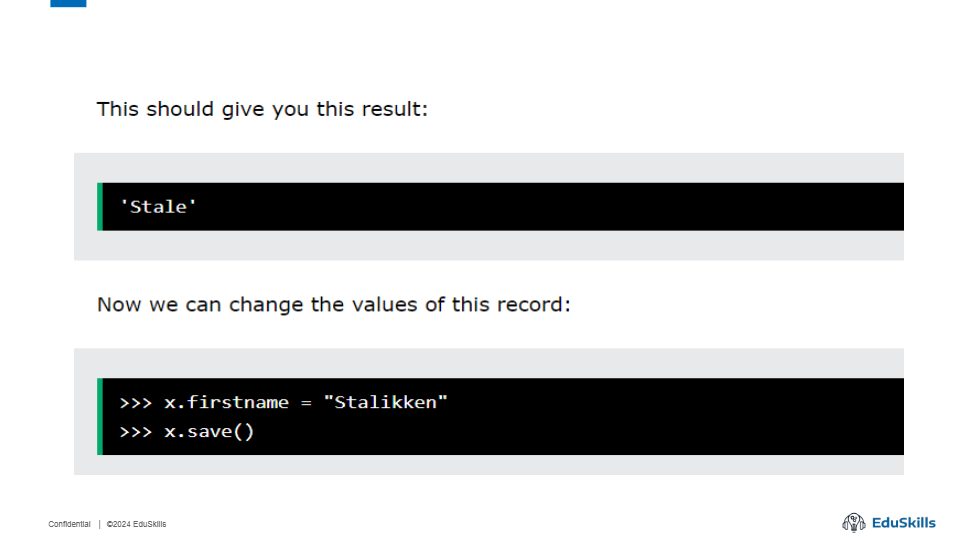 This should give you this result:
'Stale'
Now we can change the values of this record:
>>> x.firstname = "Stalikken"
>>> x.save()
Confidential | ©2024 EduSkills
EduSkills